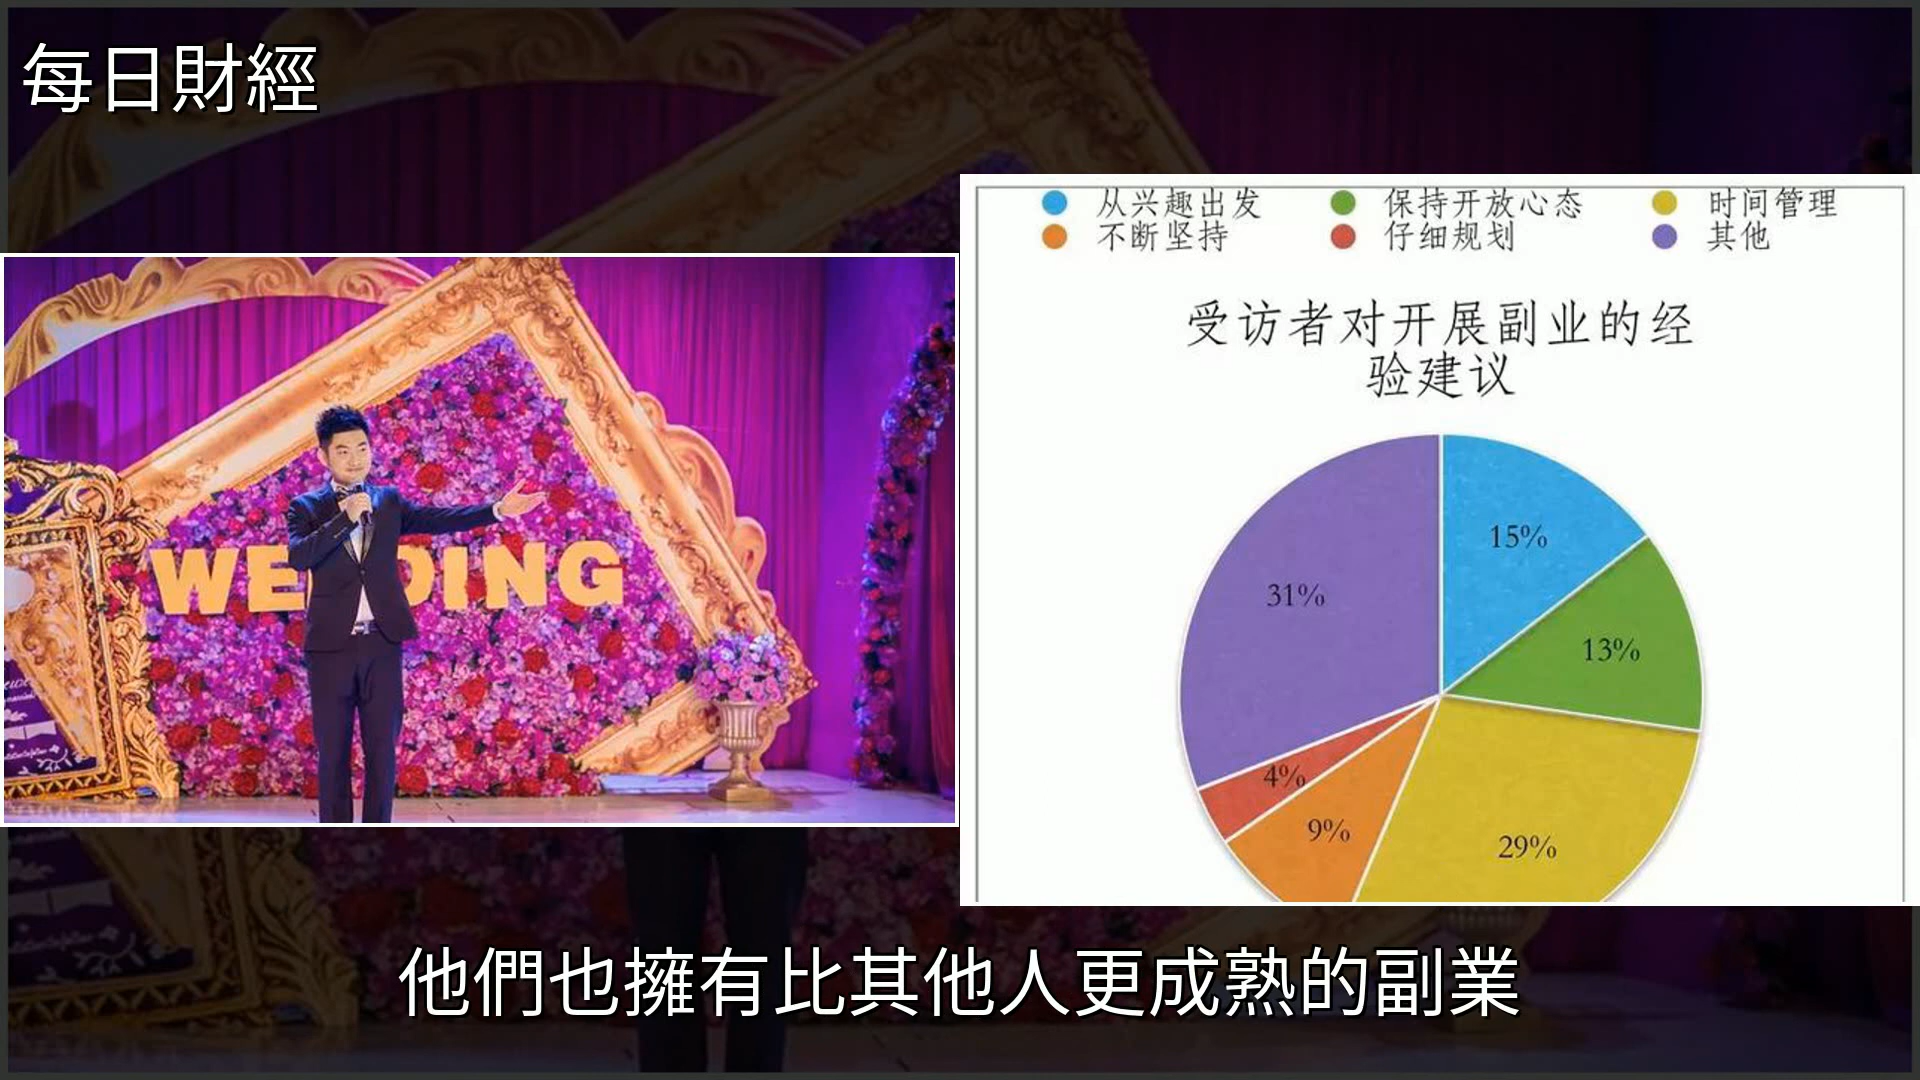 每日財經
从兴趣出发
保持开放心态
时间管理
不断坚持
仔细规划
其他
受访者对开展副业的经
验建议
15%
31%
13%
4%
9%
29%
WEDDING
他們也擁有比其他人更成熟的副業